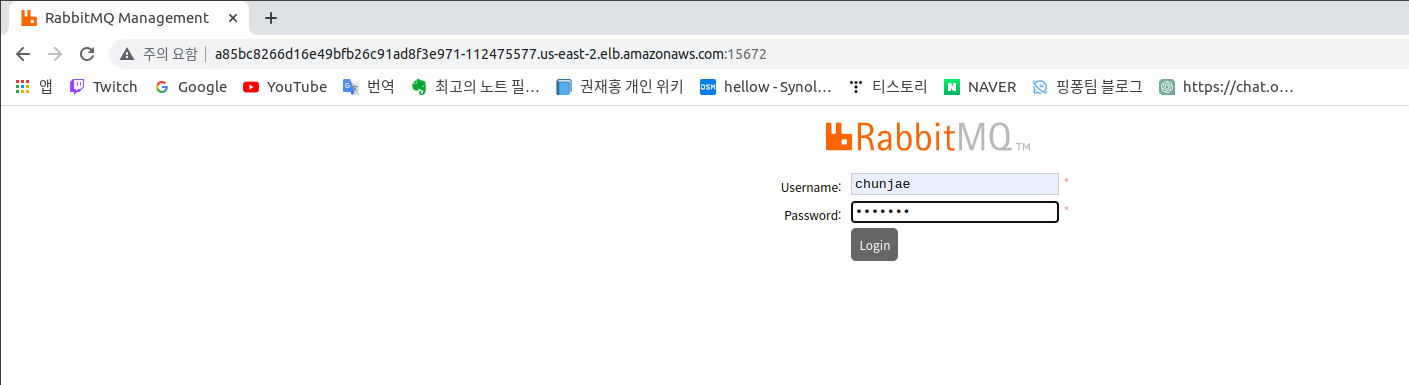 RabbitMQ Management
주의 요함 a85bc8266d16e49bfb26c91ad8f3e971-112475577.us-east-2.elb.amazonaws.com:15672
앱 Twitch Google YouTube 번역 최고의 노트 필... 권재홍 개인 위키 hellow - Synol... 티스토리 NAVER 핑퐁팀 블로그 https://chat.o...
RabbitMQ TM
Username: chunjae *
Password: ••••••• *
Login